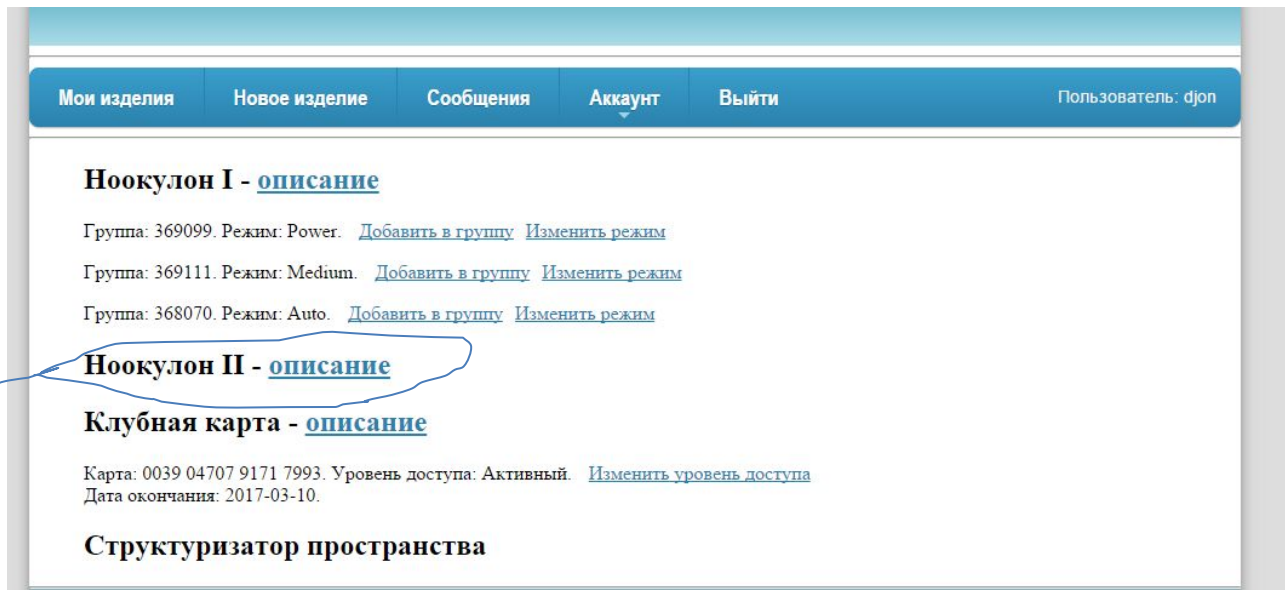 Мои изделия Новое изделие Сообщения Аккаунт Выйти Пользователь: djon
Ноокулон I - описание
Группа: 369099. Режим: Power. Добавить в группу Изменить режим
Группа: 369111. Режим: Medium. Добавить в группу Изменить режим
Группа: 368070. Режим: Auto. Добавить в группу Изменить режим
Ноокулон II - описание
Клубная карта - описание
Карта: 0039 04707 9171 7993. Уровень доступа: Активный. Изменить уровень доступа
Дата окончания: 2017-03-10.
Структуризатор пространства